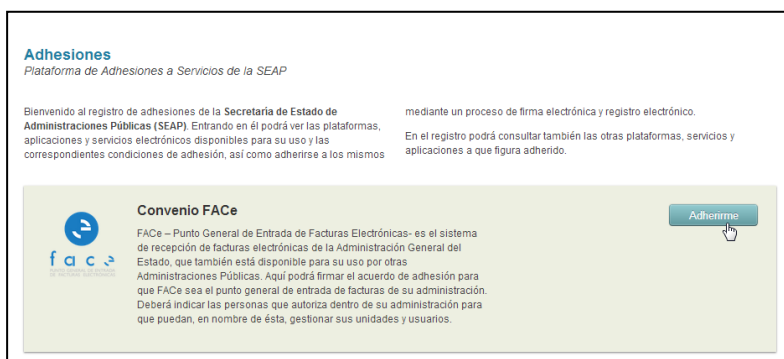 Adhesiones
Plataforma de Adhesiones a Servicios de la SEAP
Bienvenido al registro de adhesiones de la Secretaría de Estado de
Administraciones Públicas (SEAP). Entrando en él podrá ver las plataformas,
aplicaciones y servicios electrónicos disponibles para su uso y las
correspondientes condiciones de adhesión, así como adherirse a los mismos
mediante un proceso de firma electrónica y registro electrónico.
En el registro podrá consultar también las otras plataformas, servicios y
aplicaciones a que figura adherido.
Convenio FACe
Adherirme
face
PUNTO GENERAL DE ENTRADA
DE FACTURAS ELECTRÓNICAS
FACe – Punto General de Entrada de Facturas Electrónicas- es el sistema
de recepción de facturas electrónicas de la Administración General del
Estado, que también está disponible para su uso por otras
Administraciones Públicas. Aquí podrá firmar el acuerdo de adhesión para
que FACe sea el punto general de entrada de facturas de su administración.
Deberá indicar las personas que autoriza dentro de su administración para
que puedan, en nombre de ésta, gestionar sus unidades y usuarios.